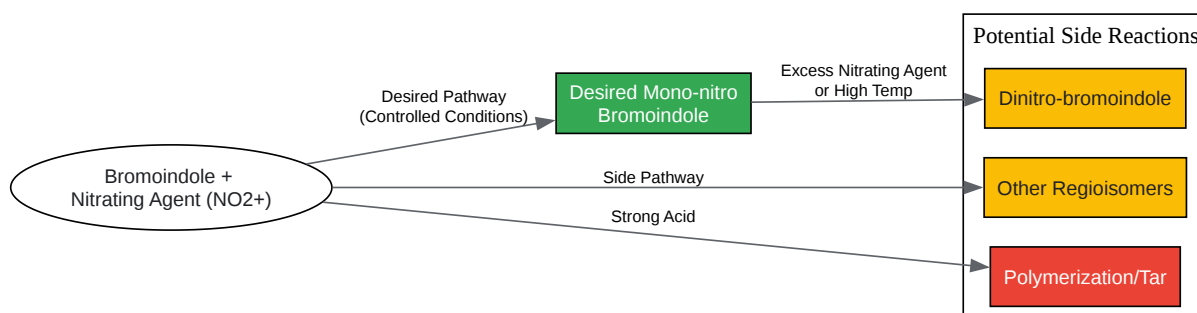 Potential Side Reactions
Bromoindole +
Nitrating Agent (NO2+)
Desired Pathway
(Controlled Conditions)
Desired Mono-nitro
Bromoindole
Excess Nitrating Agent
or High Temp
Dinitro-bromoindole
Side Pathway
Other Regioisomers
Strong Acid
Polymerization/Tar